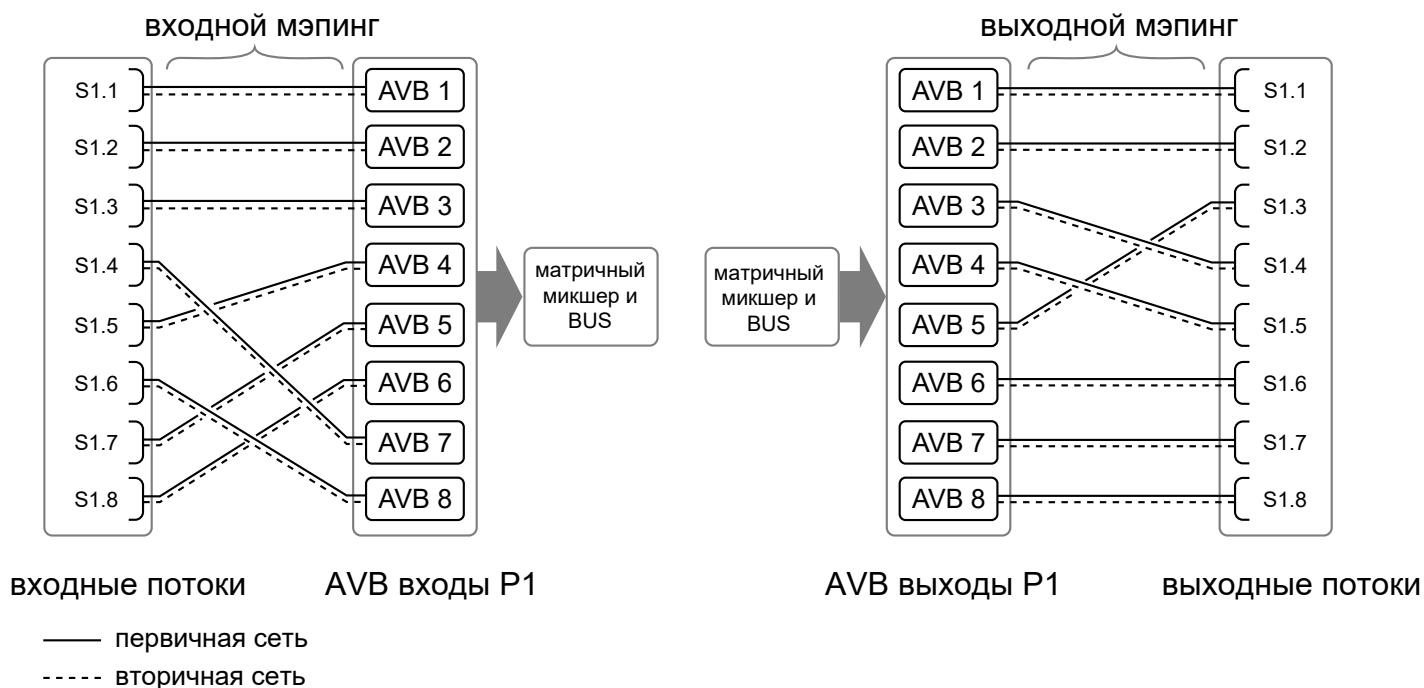 входной мэпинг
S1.1
S1.2
S1.3
S1.4
S1.5
S1.6
S1.7
S1.8
AVB 1
AVB 2
AVB 3
AVB 4
AVB 5
AVB 6
AVB 7
AVB 8
матричный
микшер и
BUS
входные потоки
AVB входы P1
выходной мэпинг
матричный
микшер и
BUS
AVB 1
AVB 2
AVB 3
AVB 4
AVB 5
AVB 6
AVB 7
AVB 8
S1.1
S1.2
S1.3
S1.4
S1.5
S1.6
S1.7
S1.8
AVB выходы P1
выходные потоки
первичная сеть
вторичная сеть